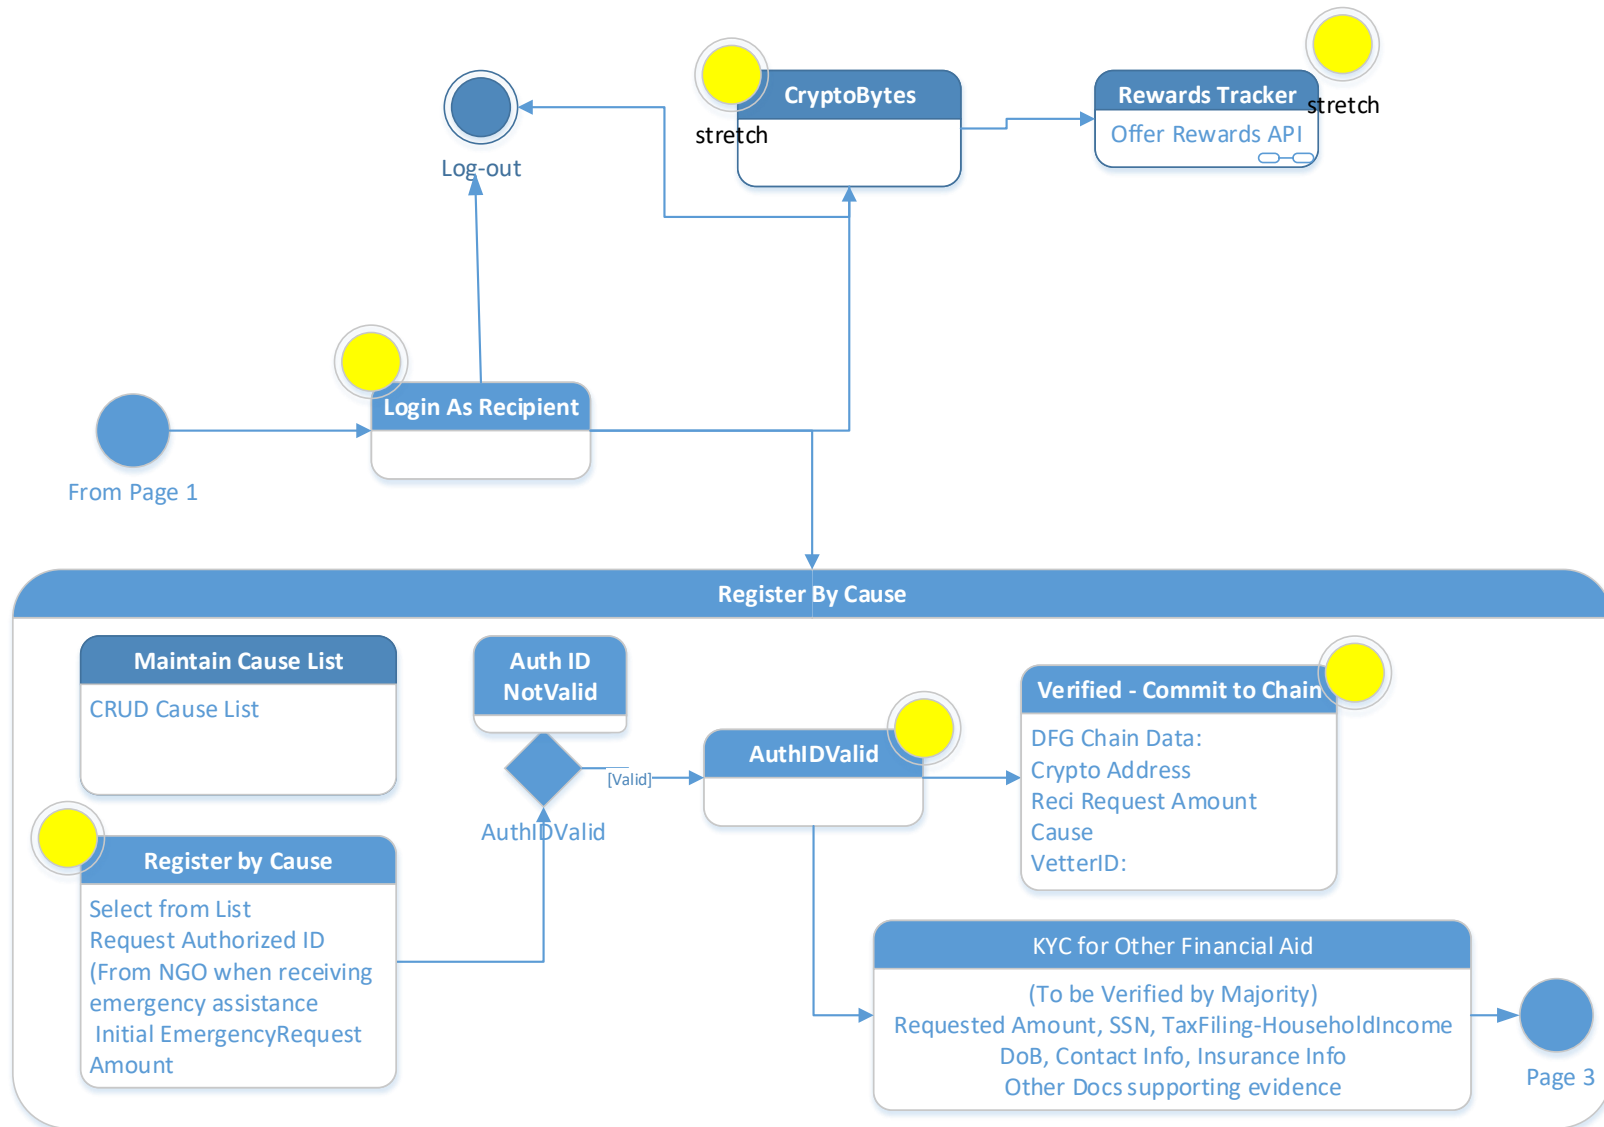 CryptoBytes
stretch
Rewards Tracker
stretch
Offer Rewards API
Log-out
Login As Recipient
From Page 1
Register By Cause
Maintain Cause List
CRUD Cause List
Auth ID
NotValid
AuthIDValid
[Valid]
AuthIDValid
Verified - Commit to Chain
DFG Chain Data:
Crypto Address
Reci Request Amount
Cause
VetterID:
Register by Cause
Select from List
Request Authorized ID
(From NGO when receiving
emergency assistance
Initial EmergencyRequest
Amount
KYC for Other Financial Aid
(To be Verified by Majority)
Requested Amount, SSN, TaxFiling-HouseholdIncome
DoB, Contact Info, Insurance Info
Other Docs supporting evidence
Page 3